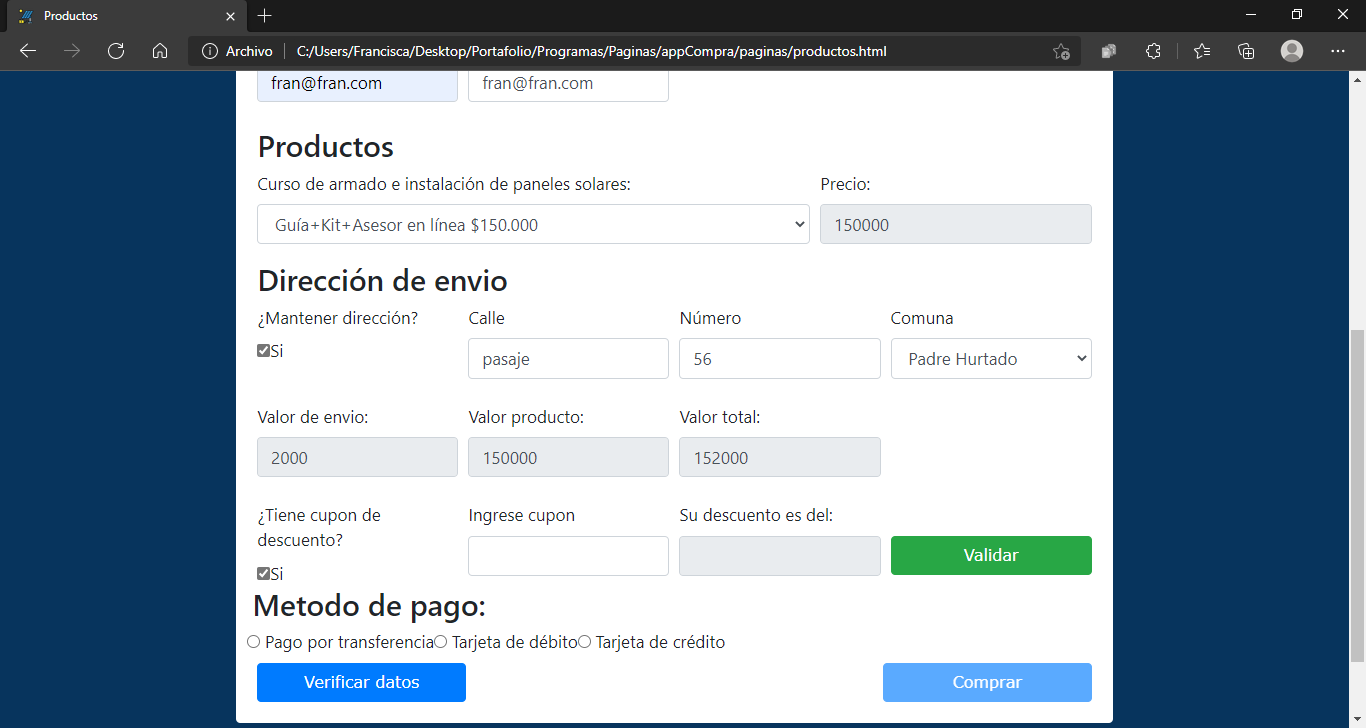 Productos
Archivo C:/Users/Francisca/Desktop/Portafolio/Programas/Paginas/appCompra/paginas/productos.html
fran@fran.com fran@fran.com
Productos
Curso de armado e instalación de paneles solares: Precio:
Guía+Kit+Asesor en línea $150.000 150000
Dirección de envio
¿Mantener dirección? Calle Número Comuna
Si pasaje 56 Padre Hurtado
Valor de envio: Valor producto: Valor total:
2000 150000 152000
¿Tiene cupon de Ingrese cupon Su descuento es del:
descuento?
Validar
Si
Metodo de pago:
Pago por transferencia Tarjeta de débito Tarjeta de crédito
Verificar datos Comprar